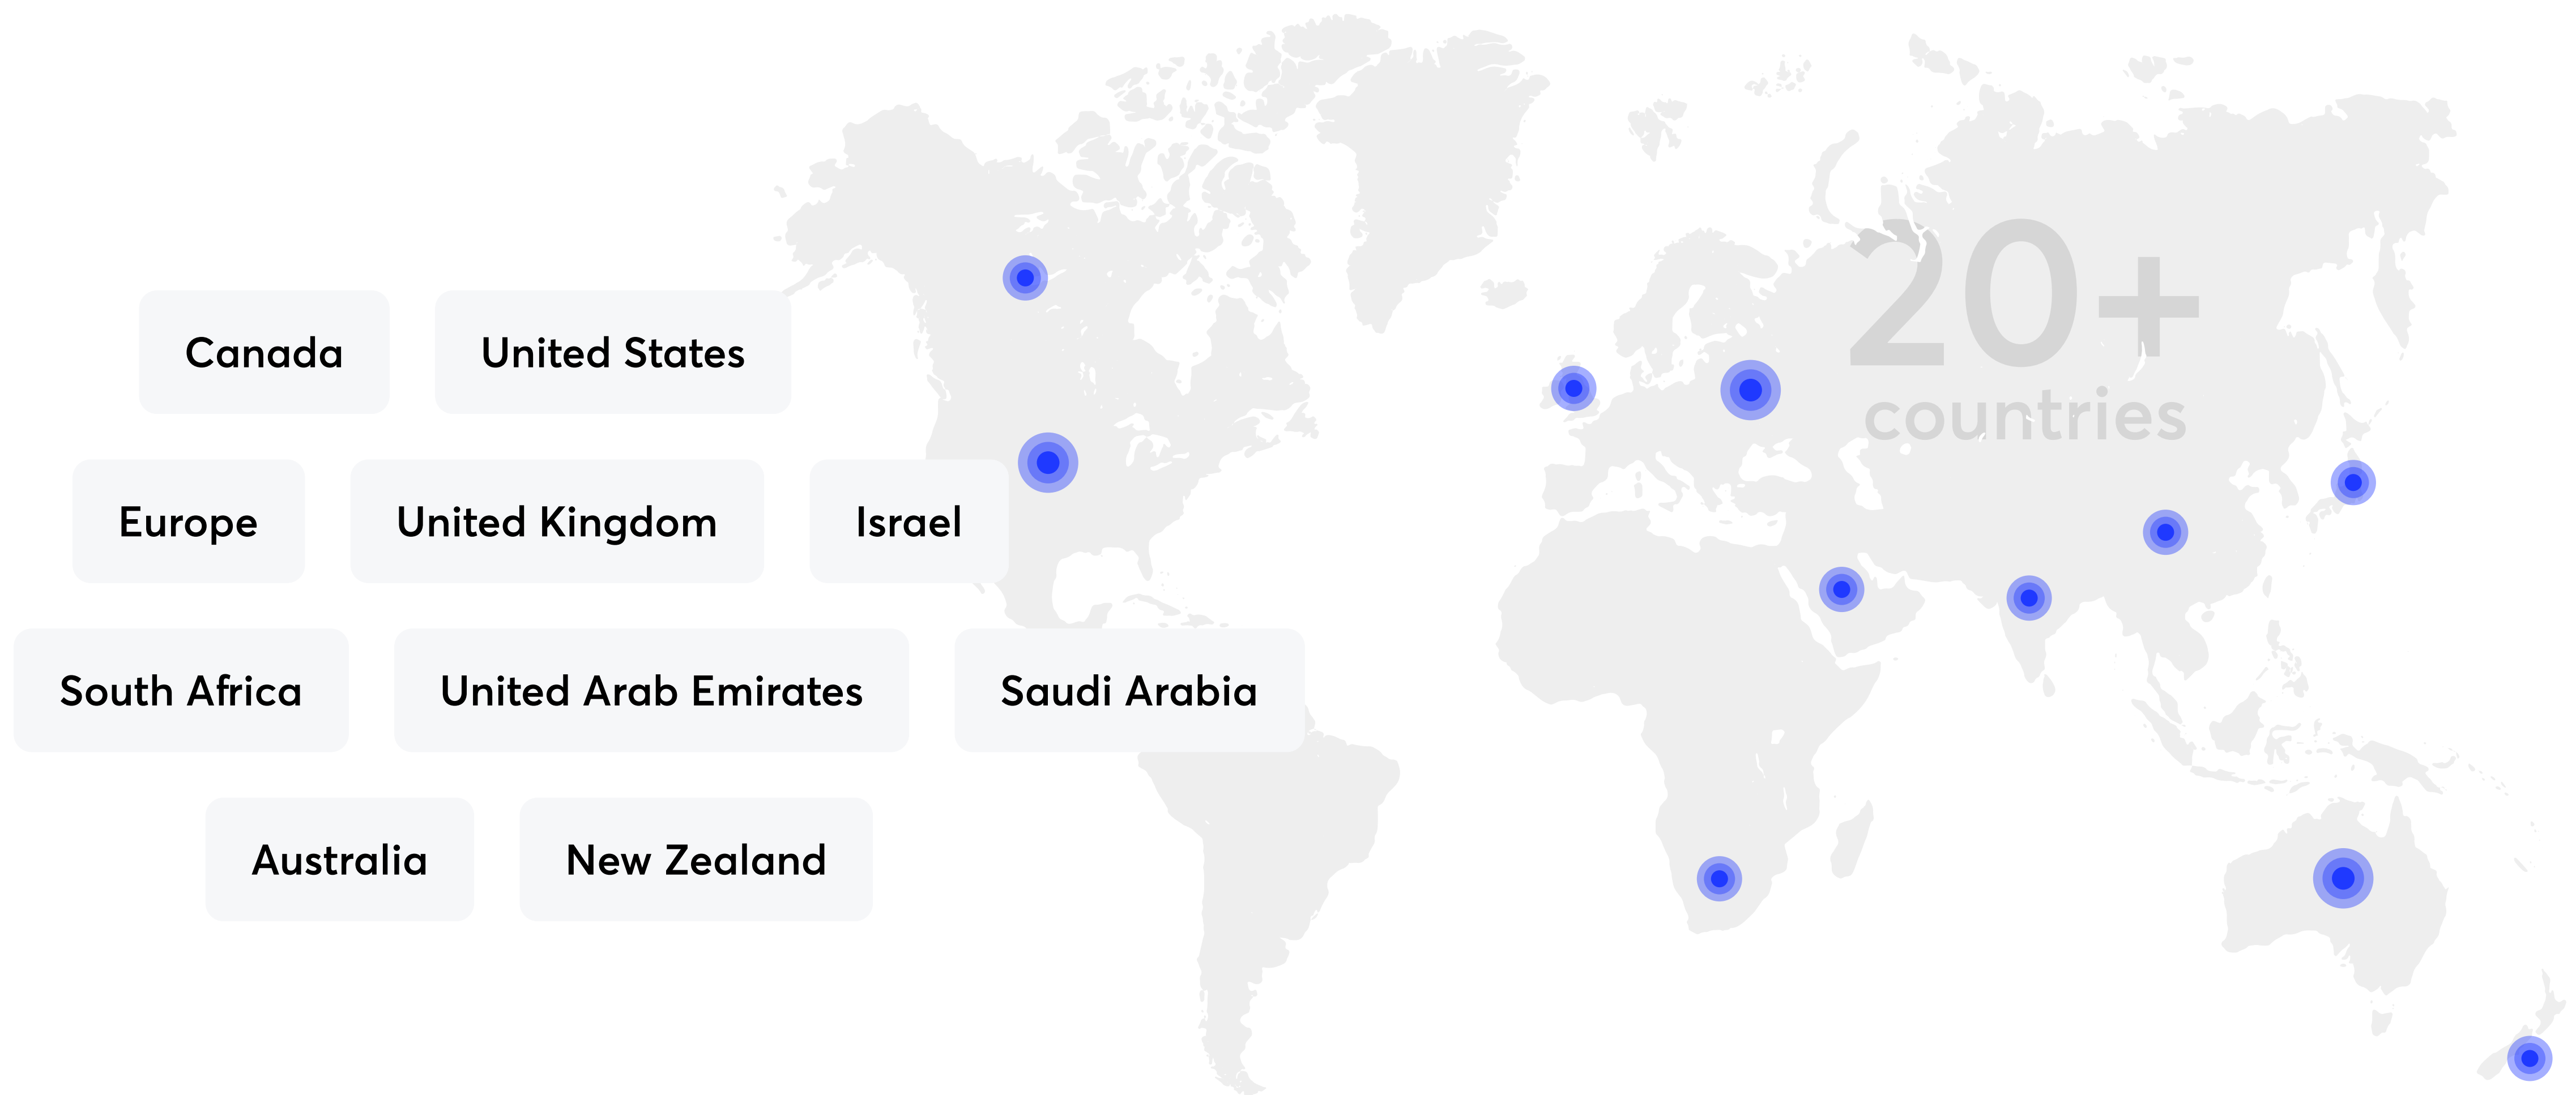 20+
countries
Canada
United States
Europe
United Kingdom
Israel
South Africa
United Arab Emirates
Saudi Arabia
Australia
New Zealand